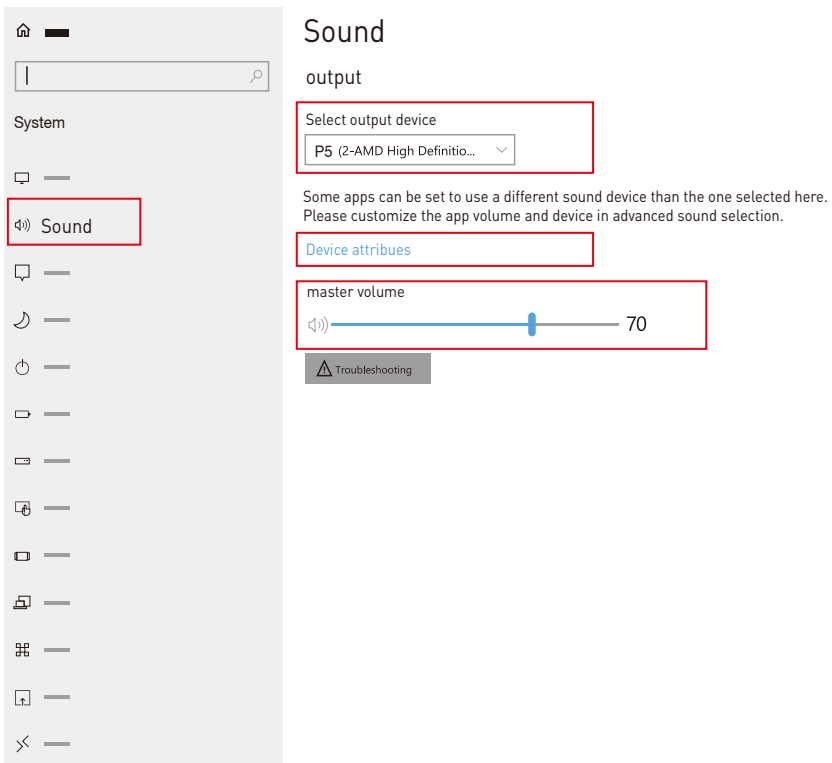 Sound
output
System
Select output device
P5 (2-AMD High Definitio...
Some apps can be set to use a different sound device than the one selected here.
Please customize the app volume and device in advanced sound selection.
Sound
Device attribues
master volume
70
Troubleshooting